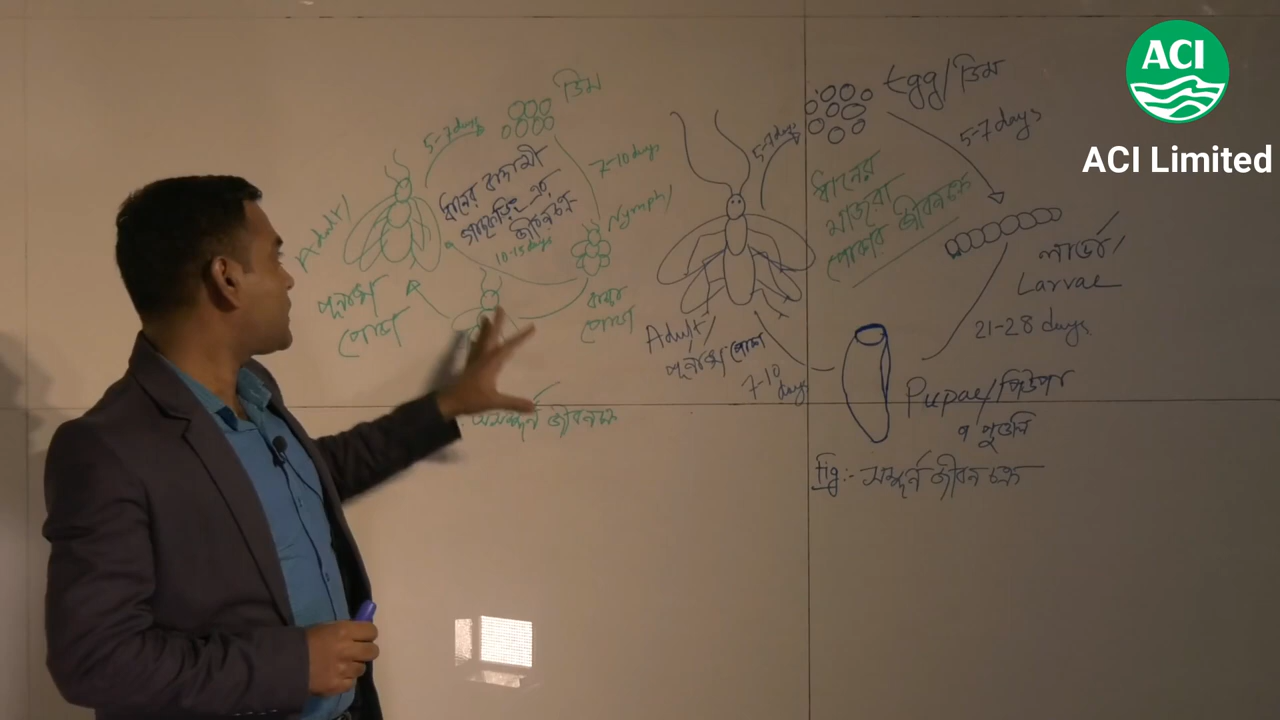 ACI
ACI Limited
ডিম
5-7 days
7-10 days
ধানের বাদামী
গাছফড়িং এর
জীবনচক্র
10-15 days
Nymph/
বাচ্চা
পোকা
Adult/
পূর্নাঙ্গ
পোকা
অসম্পূর্ন জীবনচক্র
Egg/ডিম
5-7 days
5-7 days
ধানের
মাজরা
পোকার জীবনচক্র
লার্ভা/
Larvae
21-28 days
Adult/
পূর্নাঙ্গ পোকা
7-10
days
Pupae/পিউপা
বা পুত্তলি
Fig:- সম্পূর্ন জীবন চক্র